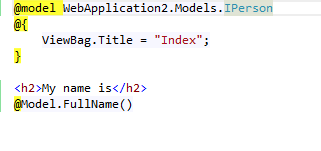 @model WebApplication2.Models.IPerson
@{
    ViewBag.Title = "Index";
}

<h2>My name is</h2>
@Model.FullName()